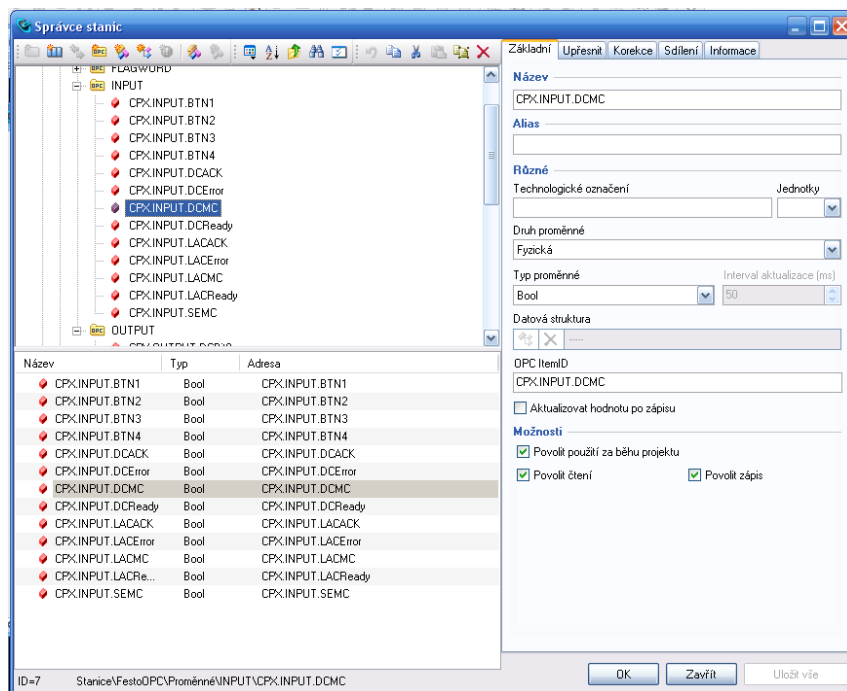 Správce stanic
FLAGWORD
INPUT
CPX.INPUT.BTN1
CPX.INPUT.BTN2
CPX.INPUT.BTN3
CPX.INPUT.BTN4
CPX.INPUT.DCACK
CPX.INPUT.DCError
CPX.INPUT.DCMC
CPX.INPUT.DCReady
CPX.INPUT.LACACK
CPX.INPUT.LACError
CPX.INPUT.LACMC
CPX.INPUT.LACReady
CPX.INPUT.SEMC
OUTPUT
Název Typ Adresa
CPX.INPUT.BTN1 Bool CPX.INPUT.BTN1
CPX.INPUT.BTN2 Bool CPX.INPUT.BTN2
CPX.INPUT.BTN3 Bool CPX.INPUT.BTN3
CPX.INPUT.BTN4 Bool CPX.INPUT.BTN4
CPX.INPUT.DCACK Bool CPX.INPUT.DCACK
CPX.INPUT.DCError Bool CPX.INPUT.DCError
CPX.INPUT.DCMC Bool CPX.INPUT.DCMC
CPX.INPUT.DCReady Bool CPX.INPUT.DCReady
CPX.INPUT.LACACK Bool CPX.INPUT.LACACK
CPX.INPUT.LACError Bool CPX.INPUT.LACError
CPX.INPUT.LACMC Bool CPX.INPUT.LACMC
CPX.INPUT.LACRe... Bool CPX.INPUT.LACReady
CPX.INPUT.SEMC Bool CPX.INPUT.SEMC
ID=7 Stanice\FestoOPC\Proměnné\INPUT\CPX.INPUT.DCMC
Základní Upřesnit Korekce Sdílení Informace
Název
CPX.INPUT.DCMC
Alias
Různé
Technologické označení Jednotky
Druh proměnné
Fyzická
Typ proměnné Interval aktualizace (ms)
Bool 50
Datová struktura
-----
OPC ItemID
CPX.INPUT.DCMC
Aktualizovat hodnotu po zápisu
Možnosti
Povolit použití za běhu projektu
Povolit čtení Povolit zápis
OK Zavřít Uložit vše